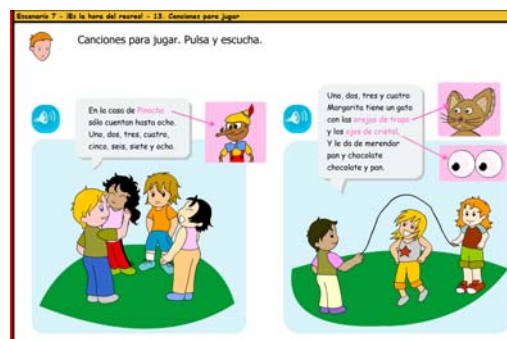 Escenario 7 - ¡Es la hora del recreo! - 13. Canciones para jugar
Canciones para jugar. Pulsa y escucha.
En la casa de Pinocho
sólo cuentan hasta ocho.
Uno, dos, tres, cuatro,
cinco, seis, siete y ocho.
Uno, dos, tres y cuatro
Margarita tiene un gato
con las orejas de trapo
y los ojos de cristal.
Y le da de merendar
pan y chocolate
chocolate y pan.